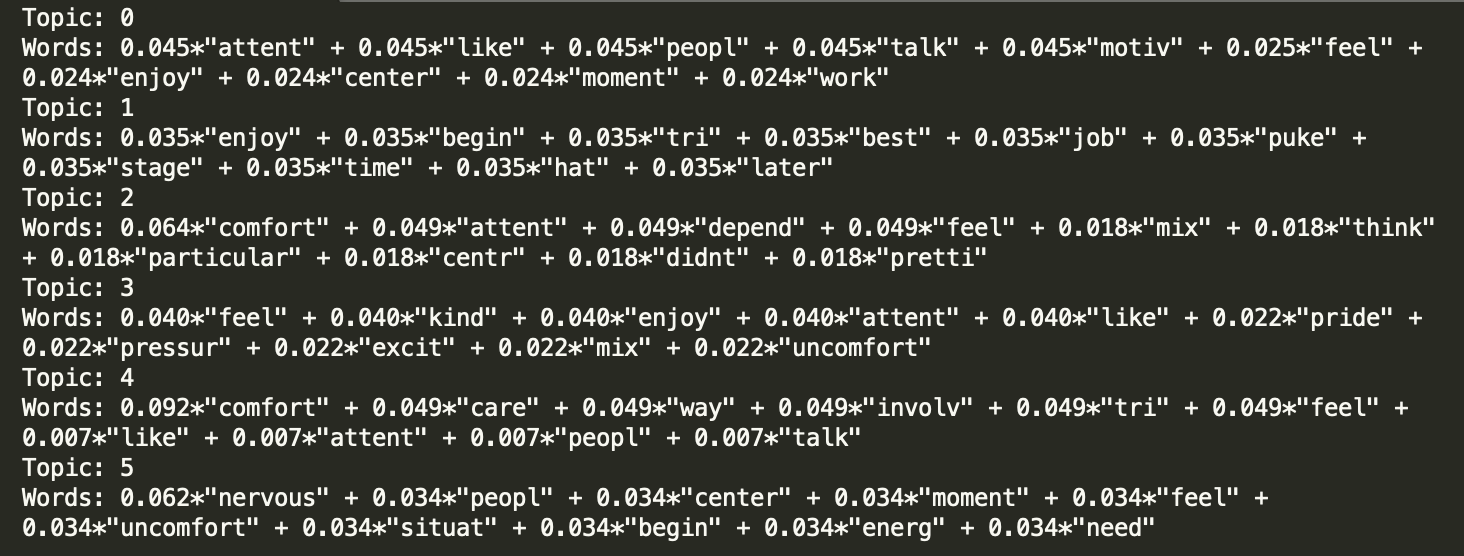 Topic: 0
Words: 0.045*"attent" + 0.045*"like" + 0.045*"peopl" + 0.045*"talk" + 0.045*"motiv" + 0.025*"feel" +
0.024*"enjoy" + 0.024*"center" + 0.024*"moment" + 0.024*"work"
Topic: 1
Words: 0.035*"enjoy" + 0.035*"begin" + 0.035*"tri" + 0.035*"best" + 0.035*"job" + 0.035*"puke" +
0.035*"stage" + 0.035*"time" + 0.035*"hat" + 0.035*"later"
Topic: 2
Words: 0.064*"comfort" + 0.049*"attent" + 0.049*"depend" + 0.049*"feel" + 0.018*"mix" + 0.018*"think"
+ 0.018*"particular" + 0.018*"centr" + 0.018*"didnt" + 0.018*"pretti"
Topic: 3
Words: 0.040*"feel" + 0.040*"kind" + 0.040*"enjoy" + 0.040*"attent" + 0.040*"like" + 0.022*"pride" +
0.022*"pressur" + 0.022*"excit" + 0.022*"mix" + 0.022*"uncomfort"
Topic: 4
Words: 0.092*"comfort" + 0.049*"care" + 0.049*"way" + 0.049*"involv" + 0.049*"tri" + 0.049*"feel" +
0.007*"like" + 0.007*"attent" + 0.007*"peopl" + 0.007*"talk"
Topic: 5
Words: 0.062*"nervous" + 0.034*"peopl" + 0.034*"center" + 0.034*"moment" + 0.034*"feel" +
0.034*"uncomfort" + 0.034*"situat" + 0.034*"begin" + 0.034*"energ" + 0.034*"need"